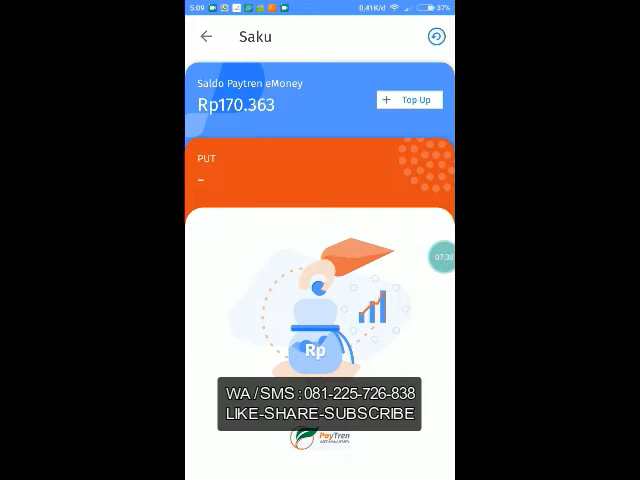 5:09
0,41K/d
37%
Saku
Saldo Paytren eMoney
Rp170.363
+ Top Up
PUT
-
07:38
Rp
WA/SMS : 081-225-726-838
LIKE-SHARE-SUBSCRIBE
PayTren